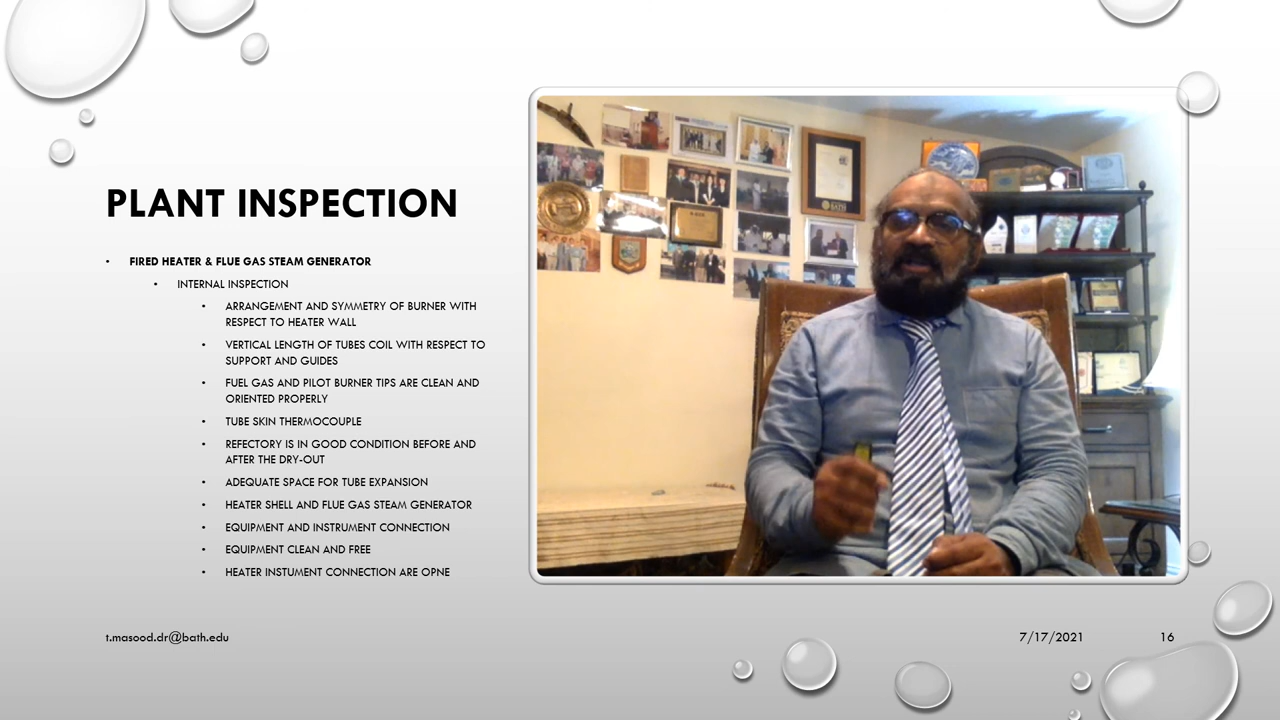 PLANT INSPECTION
• FIRED HEATER & FLUE GAS STEAM GENERATOR
• INTERNAL INSPECTION
• ARRANGEMENT AND SYMMETRY OF BURNER WITH
RESPECT TO HEATER WALL
• VERTICAL LENGTH OF TUBES COIL WITH RESPECT TO
SUPPORT AND GUIDES
• FUEL GAS AND PILOT BURNER TIPS ARE CLEAN AND
ORIENTED PROPERLY
• TUBE SKIN THERMOCOUPLE
• REFECTORY IS IN GOOD CONDITION BEFORE AND
AFTER THE DRY-OUT
• ADEQUATE SPACE FOR TUBE EXPANSION
• HEATER SHELL AND FLUE GAS STEAM GENERATOR
• EQUIPMENT AND INSTRUMENT CONNECTION
• EQUIPMENT CLEAN AND FREE
• HEATER INSTUMENT CONNECTION ARE OPNE
BATH
t.masood.dr@bath.edu
7/17/2021
16